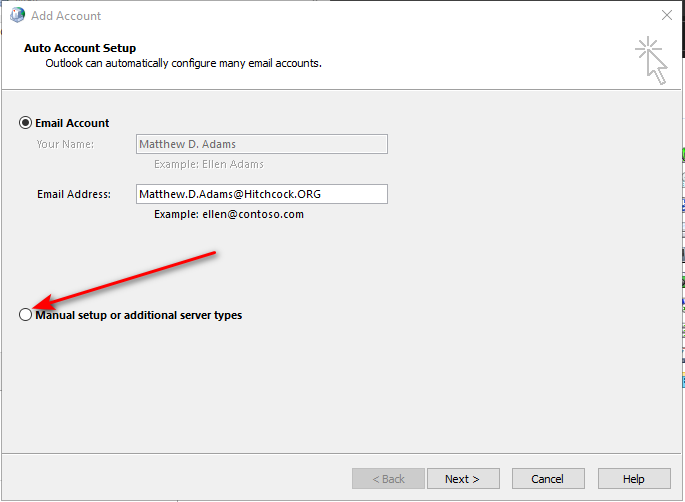 Add Account
Auto Account Setup
Outlook can automatically configure many email accounts.
Email Account
Your Name: Matthew D. Adams
Example: Ellen Adams
Email Address: Matthew.D.Adams@Hitchcock.ORG
Example: ellen@contoso.com
Manual setup or additional server types
< Back Next > Cancel Help